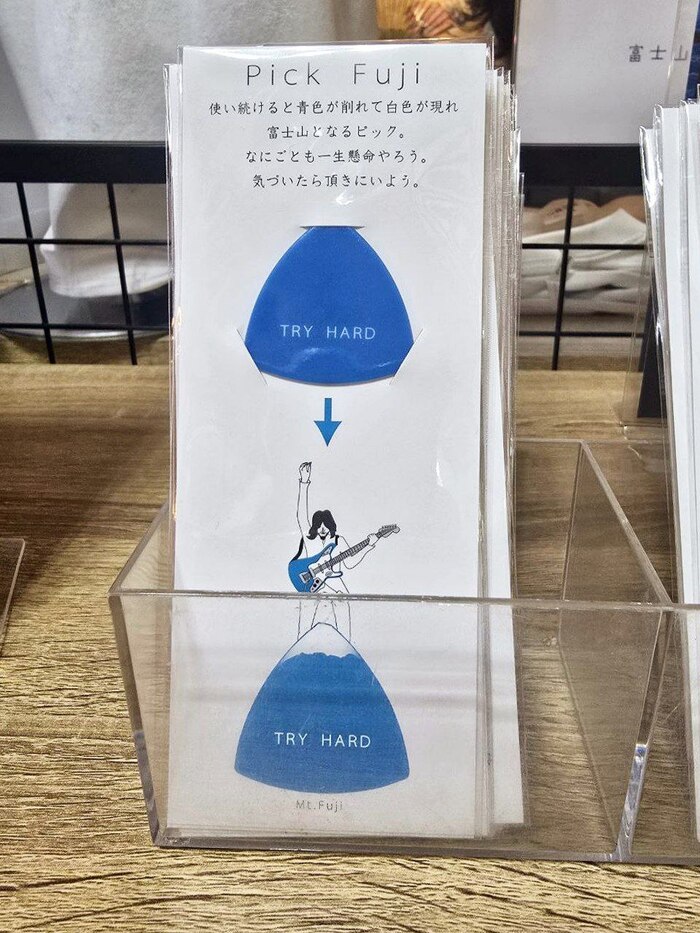 富士山
Pick Fuji
使い続けると青色が削れて白色が現れ
富士山となるピック。
なにごとも一生懸命やろう。
気づいたら頂きにいよう。
TRY HARD
TRY HARD
Mt.Fuji